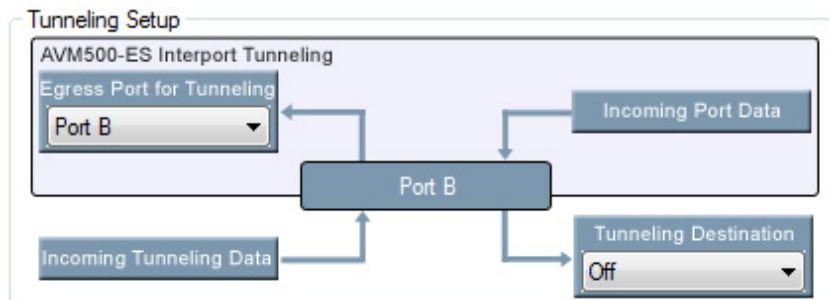 Tunneling Setup
AVM500-ES Interport Tunneling
Egress Port for Tunneling
Port B
Incoming Port Data
Port B
Incoming Tunneling Data
Tunneling Destination
Off